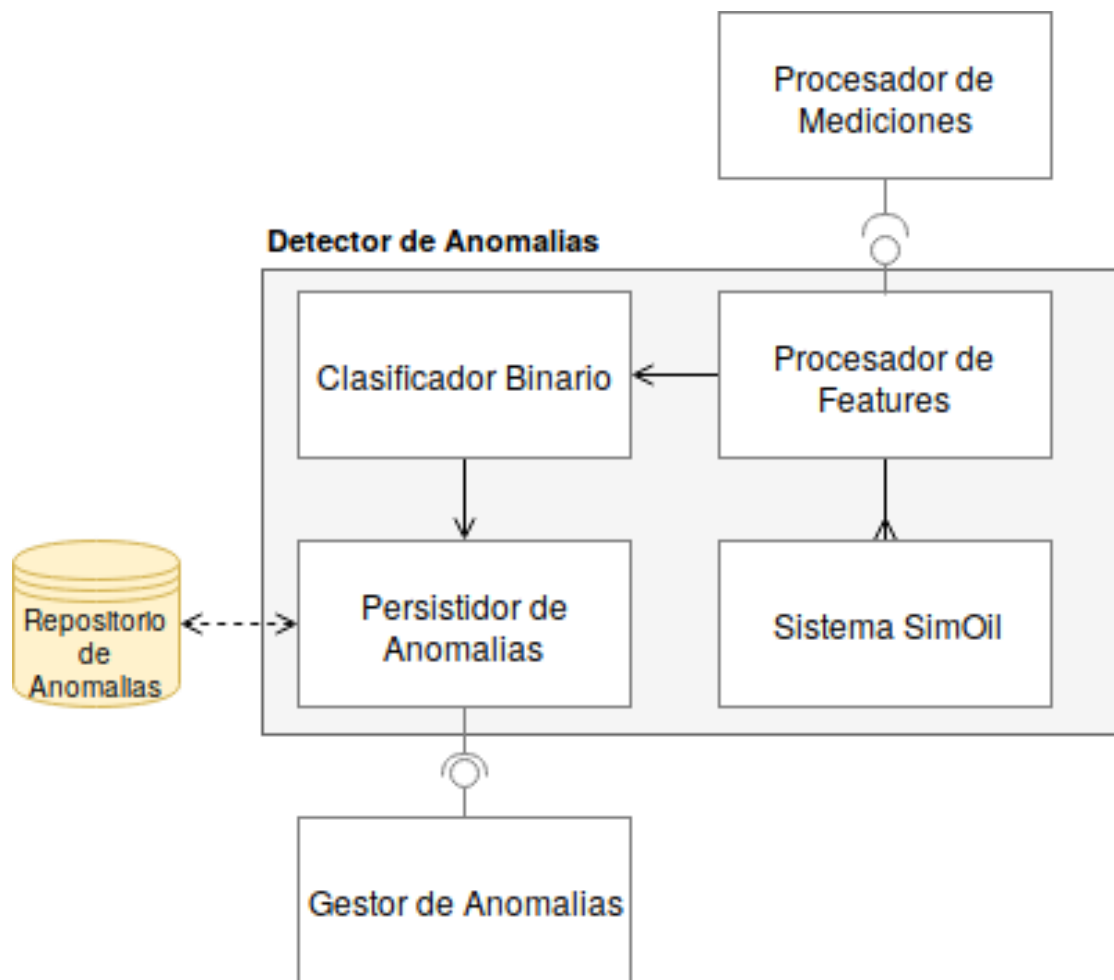 Procesador de
Mediciones
Detector de Anomalias
Clasificador Binario
Procesador de
Features
Repositorio
de
Anomalias
Persistidor de
Anomalias
Sistema SimOil
Gestor de Anomalias